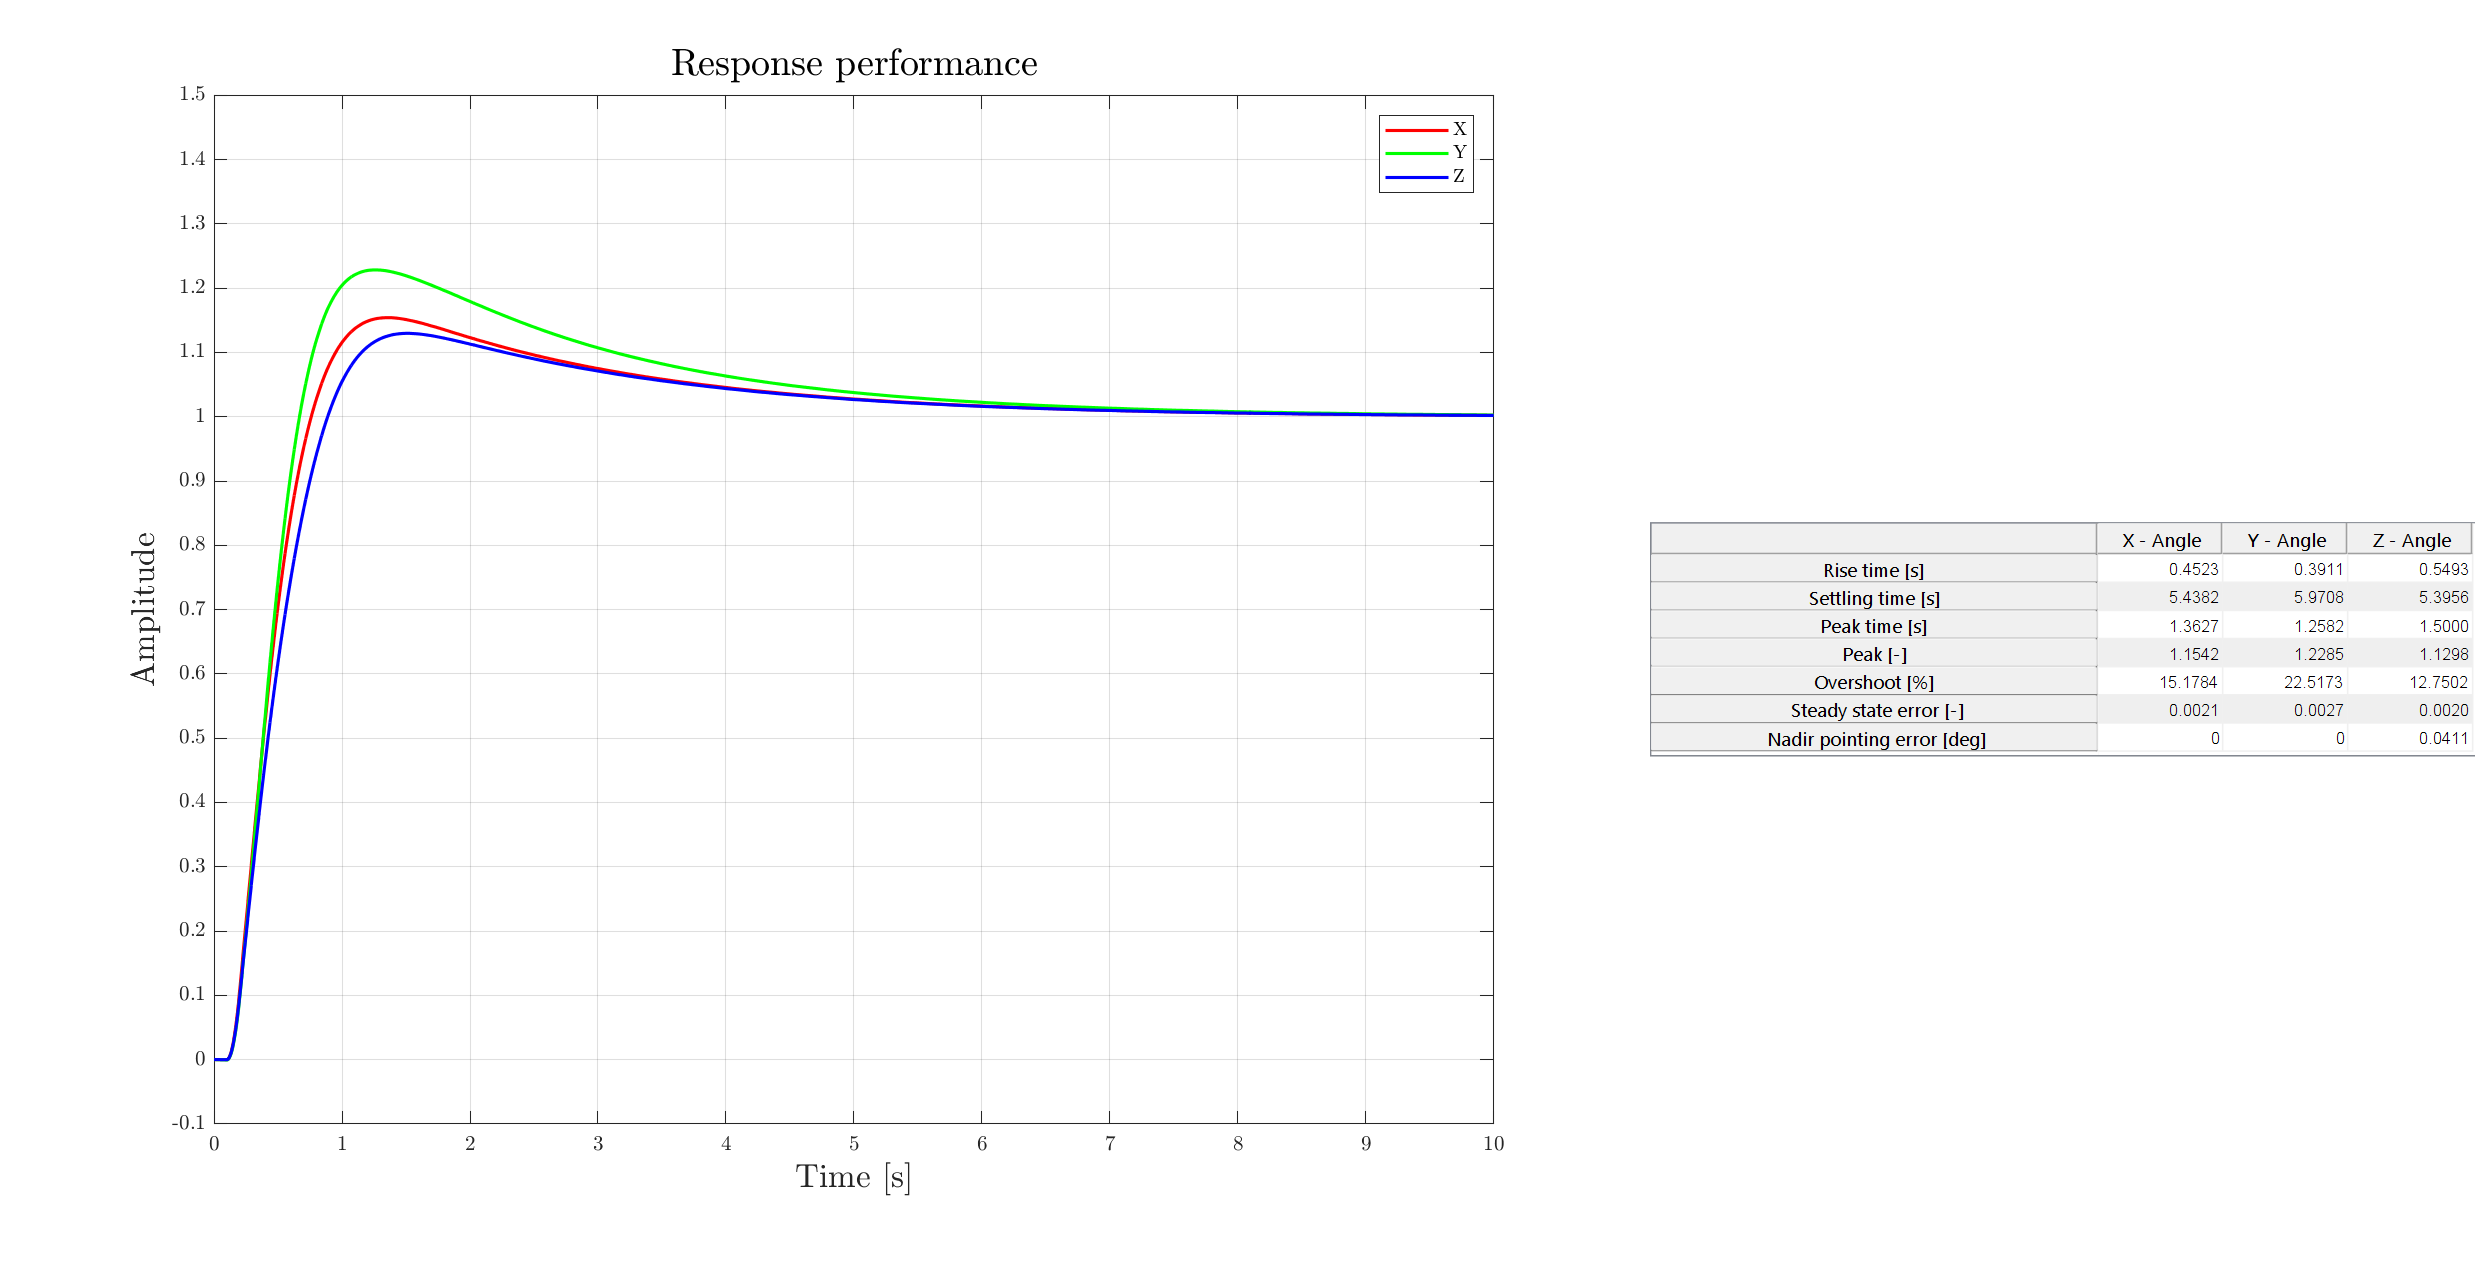 Response performance
1.5
1.4
1.3
1.2
1.1
1
0.9
0.8
0.7
0.6
0.5
0.4
0.3
0.2
0.1
0
-0.1
Amplitude
0 1 2 3 4 5 6 7 8 9 10
Time [s]
X
Y
Z
X - Angle Y - Angle Z - Angle
Rise time [s] 0.4523 0.3911 0.5493
Settling time [s] 5.4382 5.9708 5.3956
Peak time [s] 1.3627 1.2582 1.5000
Peak [-] 1.1542 1.2285 1.1298
Overshoot [%] 15.1784 22.5173 12.7502
Steady state error [-] 0.0021 0.0027 0.0020
Nadir pointing error [deg] 0 0 0.0411